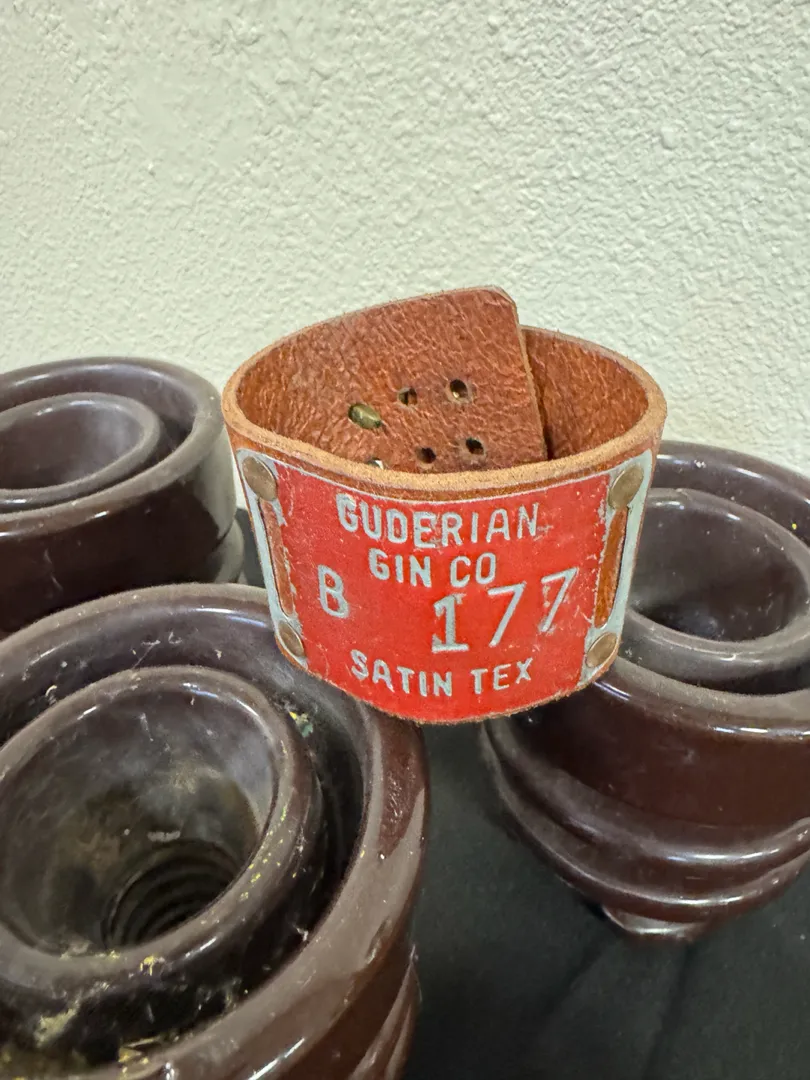 GUDERIAN
GIN CO
B 177
SATIN TEX